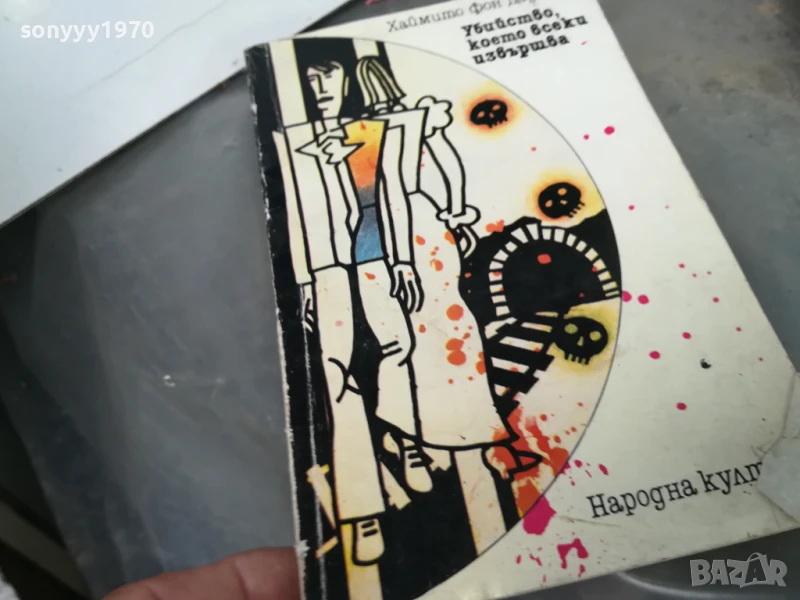 sonyyy1970
Хаймито фон
Убийство,
което всеки
извършва
Народна култ
BAZAR